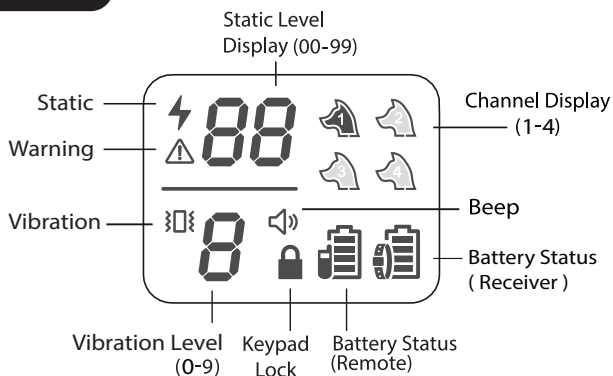 Static Level
Display (00-99)
Static
Warning
Vibration
88
8
1
2
3
4
Channel Display
(1-4)
Beep
Battery Status
( Receiver )
Vibration Level
(0-9)
Keypad
Lock
Battery Status
(Remote)